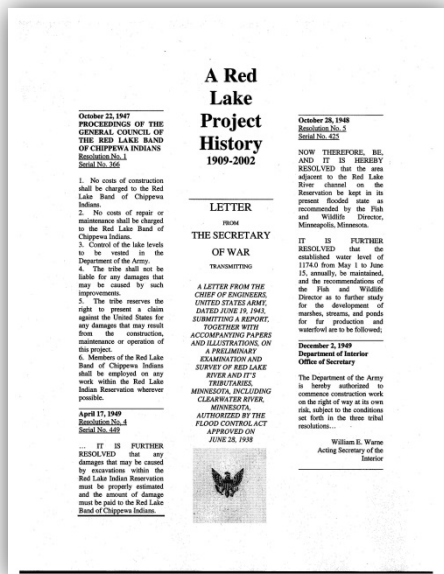 A Red
Lake
Project
History
1909-2002
October 22, 1947
PROCEEDINGS OF THE
GENERAL COUNCIL OF
THE RED LAKE BAND
OF CHIPPEWA INDIANS
Resolution No. 1
Serial No. 366
1. No costs of construction
shall be charged to the Red
Lake Band of Chippewa
Indians.
2. No costs of repair or
maintenance shall be charged
to the Red Lake Band of
Chippewa Indians.
3. Control of the lake levels
to be vested in the
Department of the Army.
4. The tribe shall not be
liable for any damages that
may be caused by such
improvements.
5. The tribe reserves the
right to present a claim
against the United States for
any damages that may result
from the construction,
maintenance or operation of
this project.
6. Members of the Red Lake
Band of Chippewa Indians
shall be employed on any
work within the Red Lake
Indian Reservation wherever
possible.
April 17, 1949
Resolution No. 4
Serial No. 449
... IT IS FURTHER
RESOLVED that any
damages that may be caused
by excavations within the
Red Lake Indian Reservation
must be properly estimated
and the amount of damage
must be paid to the Red Lake
Band of Chippewa Indians.
LETTER
FROM
THE SECRETARY
OF WAR
TRANSMITTING
A LETTER FROM THE
CHIEF OF ENGINEERS,
UNITED STATES ARMY,
DATED JUNE 19, 1943,
SUBMITTING A REPORT,
TOGETHER WITH
ACCOMPANTING PAPERS
AND ILLUSTRATIONS, ON
A PRELIMINARY
EXAMINATION AND
SURVEY OF RED LAKE
RIVER AND IT'S
TRIBUTARIES,
MINNESOTA, INCLUDING
CLEARWATER RIVER,
MINNESOTA,
AUTHORIZED BY THE
FLOOD CONTROL ACT
APPROVED ON
JUNE 28, 1938
October 28, 1948
Resolution No. 5
Serial No. 425
NOW THEREFORE, BE,
AND IT IS HEREBY
RESOLVED that the area
adjacent to the Red Lake
River channel on the
Reservation be kept in its
present flooded state as
recommended by the Fish
and Wildlife Director,
Minneapolis, Minnesota.
IT IS FURTHER
RESOLVED that the
established water level of
1174.0 from May 1 to June
15, annually, be maintained,
and the recommendations of
the Fish and Wildlife
Director as to further study
for the development of
marshes, streams, and ponds
for fur production and
waterfowl are to be followed;
December 2, 1949
Department of Interior
Office of Secretary
The Department of the Army
is hereby authorized to
commence construction work
on the right of way at its own
risk, subject to the conditions
set forth in the three tribal
resolutions...
William E. Warne
Acting Secretary of the
Interior